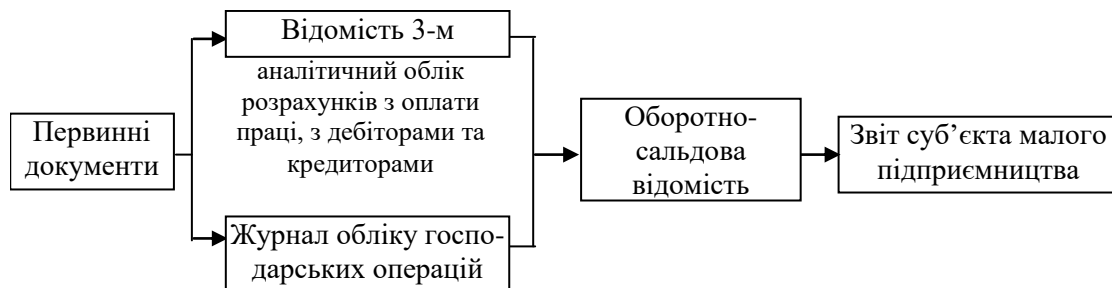 Первинні
документи
Відомість 3-м
аналітичний облік
розрахунків з оплати
праці, з дебіторами та
кредиторами
Журнал обліку госпо-
дарських операцій
Оборотно-
сальдова
відомість
Звіт суб’єкта малого
підприємництва